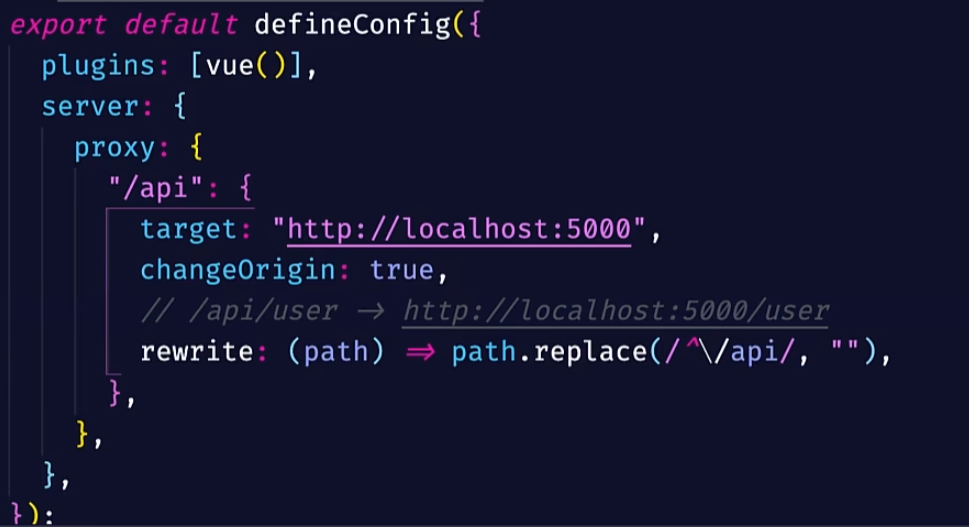 export default defineConfig({
  plugins: [vue()],
  server: {
    proxy: {
      "/api": {
        target: "http://localhost:5000",
        changeOrigin: true,
        // /api/user -> http://localhost:5000/user
        rewrite: (path) => path.replace(/^\/api/, ""),
      },
    },
  },
});